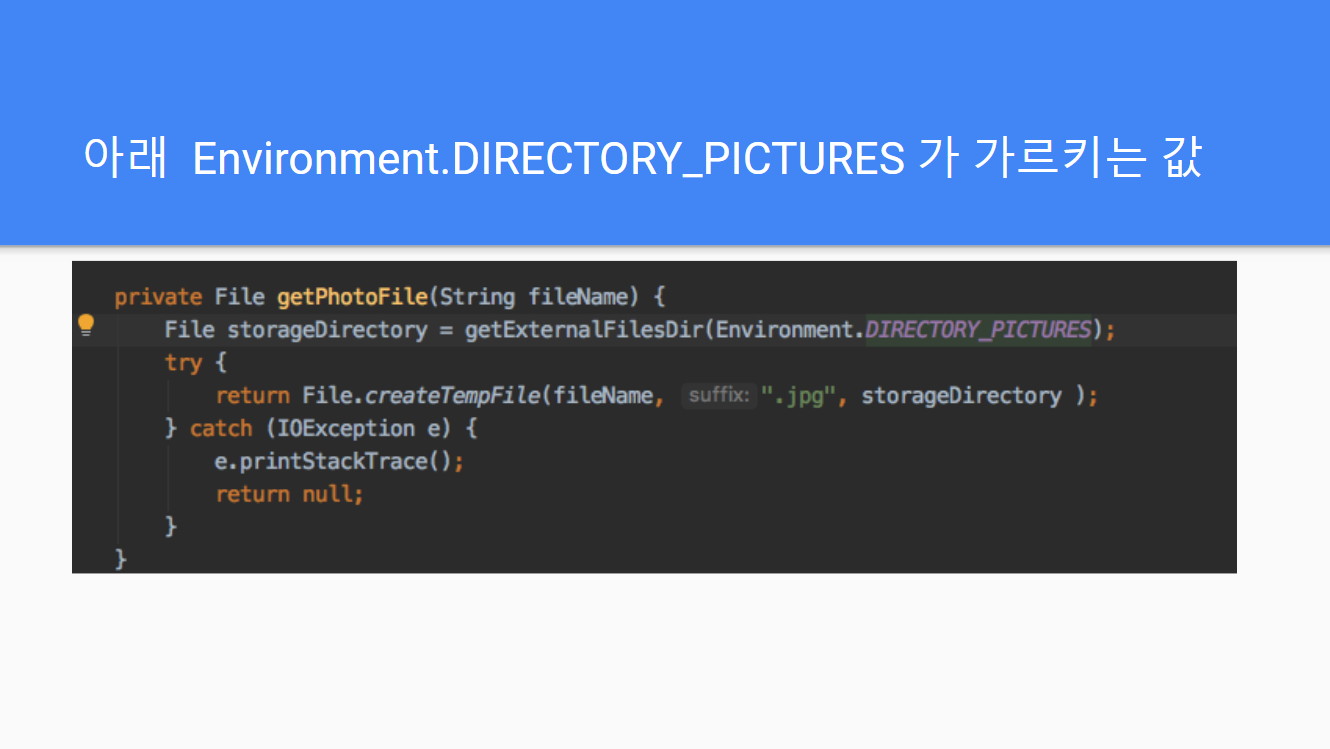 아래  Environment.DIRECTORY_PICTURES 가 가르키는 값
private File getPhotoFile(String fileName) {
File storageDirectory = getExternalFilesDir(Environment.DIRECTORY_PICTURES);
try {
return File.createTempFile(fileName, suffix: ".jpg", storageDirectory );
} catch (IOException e) {
e.printStackTrace();
return null;
}
}